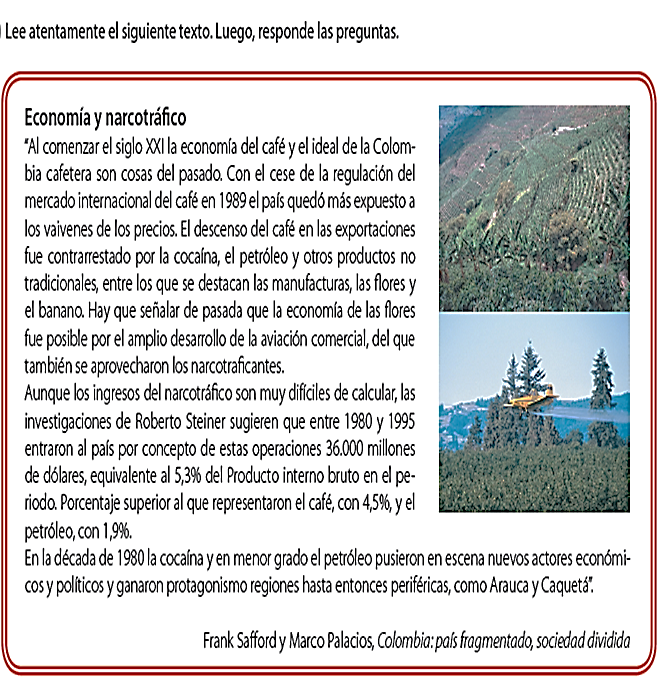 Lee atentamente el siguiente texto. Luego, responde las preguntas.
Economía y narcotráfico
“Al comenzar el siglo XXI la economía del café y el ideal de la Colom-
bia cafetera son cosas del pasado. Con el cese de la regulación del
mercado internacional del café en 1989 el país quedó más expuesto a
los vaivenes de los precios. El descenso del café en las exportaciones
fue contrarrestado por la cocaína, el petróleo y otros productos no
tradicionales, entre los que se destacan las manufacturas, las flores y
el banano. Hay que señalar de pasada que la economía de las flores
fue posible por el amplio desarrollo de la aviación comercial, del que
también se aprovecharon los narcotraficantes.
Aunque los ingresos del narcotráfico son muy difíciles de calcular, las
investigaciones de Roberto Steiner sugieren que entre 1980 y 1995
entraron al país por concepto de estas operaciones 36.000 millones
de dólares, equivalente al 5,3% del Producto interno bruto en el pe-
riodo. Porcentaje superior al que representaron el café, con 4,5%, y el
petróleo, con 1,9%.
En la década de 1980 la cocaína y en menor grado el petróleo pusieron en escena nuevos actores económi-
cos y políticos y ganaron protagonismo regiones hasta entonces periféricas, como Arauca y Caquetá”.
Frank Safford y Marco Palacios, Colombia: país fragmentado, sociedad dividida